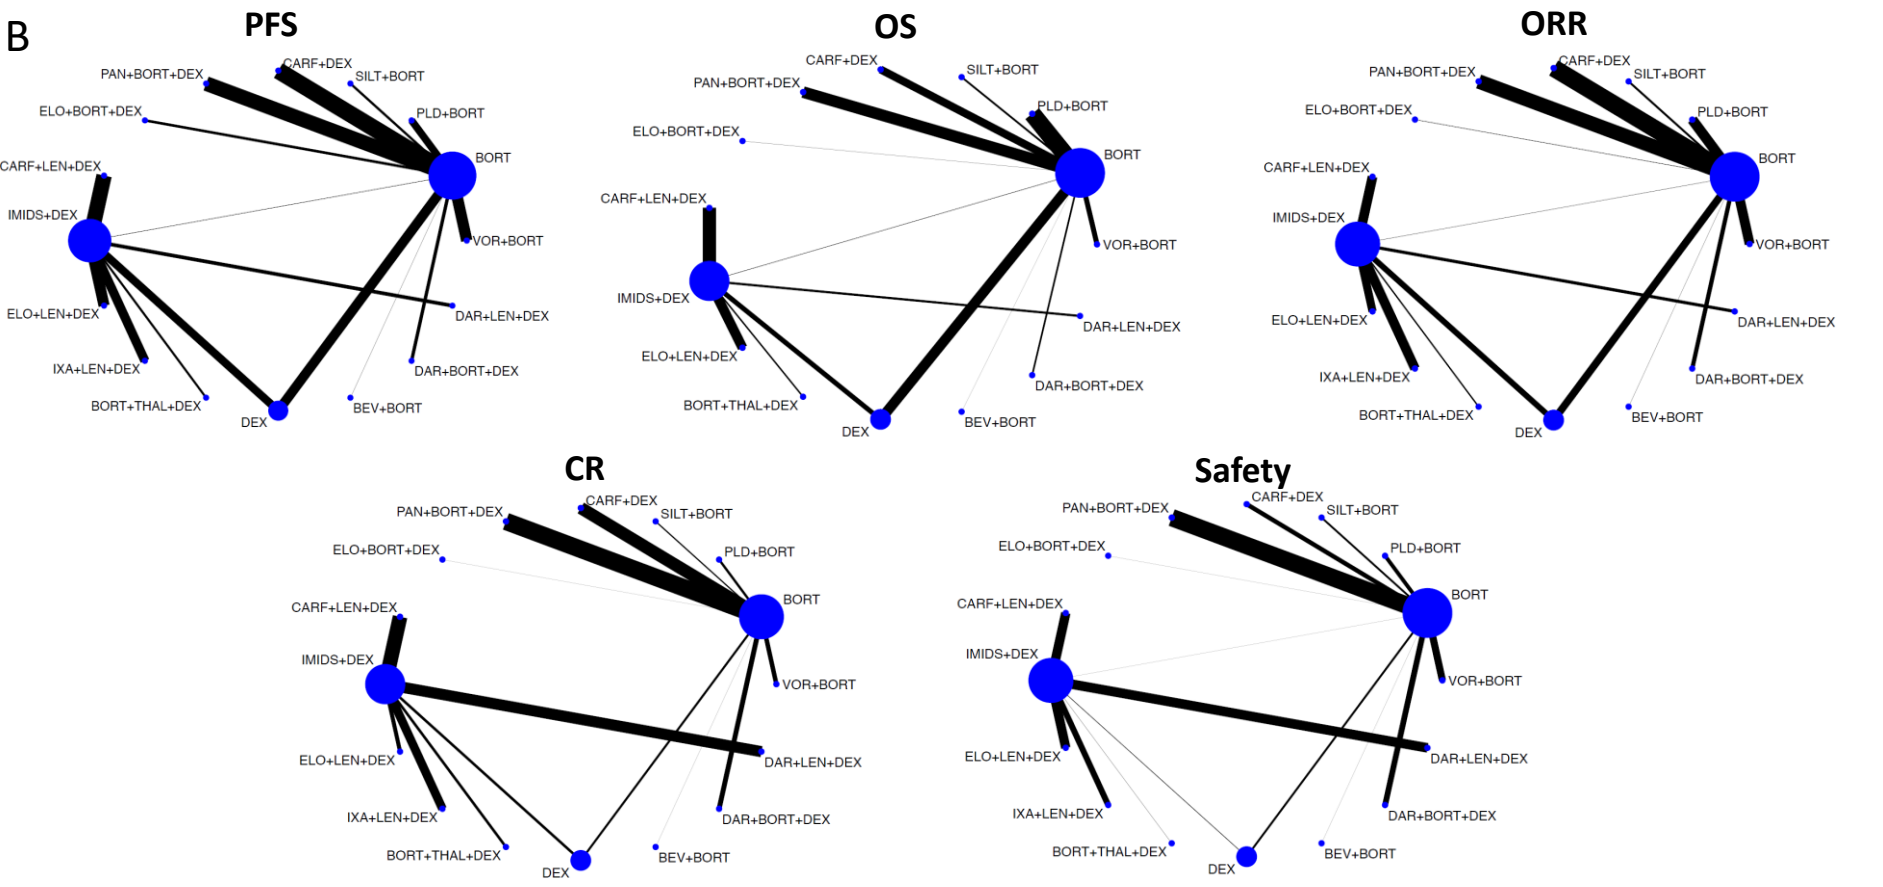 B
PFS
OS
ORR
CARF+DEX
PAN+BORT+DEX
SILT+BORT
ELO+BORT+DEX
PLD+BORT
BORT
CARF+LEN+DEX
IMIDS+DEX
VOR+BORT
ELO+LEN+DEX
DAR+LEN+DEX
IXA+LEN+DEX
DAR+BORT+DEX
BORT+THAL+DEX
BEV+BORT
DEX
CARF+DEX
SILT+BORT
PAN+BORT+DEX
PLD+BORT
ELO+BORT+DEX
BORT
CARF+LEN+DEX
VOR+BORT
IMIDS+DEX
DAR+LEN+DEX
ELO+LEN+DEX
DAR+BORT+DEX
BORT+THAL+DEX
BEV+BORT
DEX
CARF+DEX
PAN+BORT+DEX
SILT+BORT
ELO+BORT+DEX
PLD+BORT
BORT
CARF+LEN+DEX
IMIDS+DEX
VOR+BORT
ELO+LEN+DEX
DAR+LEN+DEX
IXA+LEN+DEX
DAR+BORT+DEX
BORT+THAL+DEX
BEV+BORT
DEX
CR
Safety
CARF+DEX
PAN+BORT+DEX
SILT+BORT
ELO+BORT+DEX
PLD+BORT
BORT
CARF+LEN+DEX
IMIDS+DEX
VOR+BORT
ELO+LEN+DEX
DAR+LEN+DEX
IXA+LEN+DEX
DAR+BORT+DEX
BORT+THAL+DEX
BEV+BORT
DEX
CARF+DEX
PAN+BORT+DEX
SILT+BORT
ELO+BORT+DEX
PLD+BORT
BORT
CARF+LEN+DEX
IMIDS+DEX
VOR+BORT
ELO+LEN+DEX
DAR+LEN+DEX
IXA+LEN+DEX
DAR+BORT+DEX
BORT+THAL+DEX
BEV+BORT
DEX